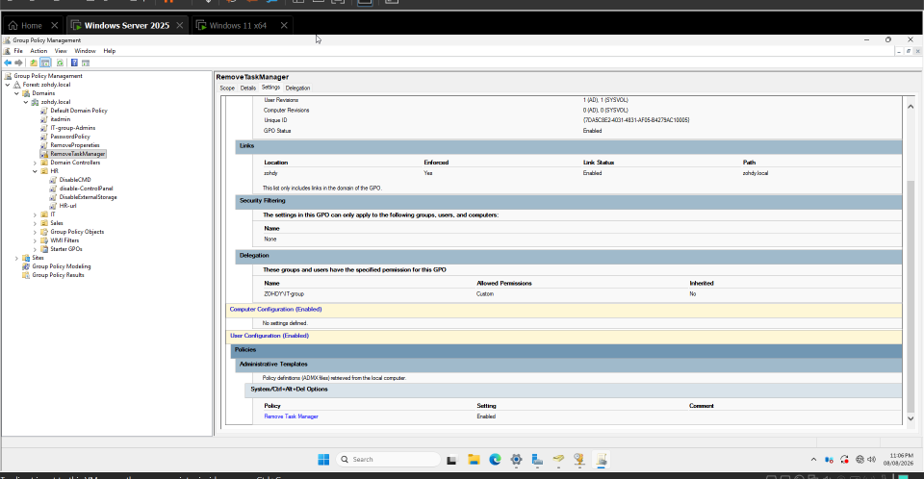 Home
Windows Server 2025
Windows 11 x64
Group Policy Management
File Action View Window Help
Group Policy Management
Forest: zohdy.local
Domains
zohdy.local
Default Domain Policy
itadmin
IT-group-Admins
PasswordPolicy
RemovePropereties
RemoveTaskManager
Domain Controllers
HR
DisableCMD
disable-ControlPanel
DisableExternalStorage
HR-url
IT
Sales
Group Policy Objects
WMI Filters
Starter GPOs
Sites
Group Policy Modeling
Group Policy Results
RemoveTaskManager
Scope Details Settings Delegation
User Revisions 1 (AD), 1 (SYSVOL)
Computer Revisions 0 (AD), 0 (SYSVOL)
Unique ID
GPO Status Enabled
Links
Location Enforced Link Status Path
zohdy Yes Enabled zohdy.local
This list only includes links in the domain of the GPO.
Security Filtering
The settings in this GPO can only apply to the following groups, users, and computers:
Name
None
Delegation
These groups and users have the specified permission for this GPO
Name Allowed Permissions Inherited
ZOHDY\IT-group Custom No
Computer Configuration (Enabled)
No settings defined.
User Configuration (Enabled)
Policies
Administrative Templates
Policy definitions (ADMX files) retrieved from the local computer.
System/Ctrl+Alt+Del Options
Policy Setting Comment
Remove Task Manager Enabled
Search
11:06 PM
08/08/2026